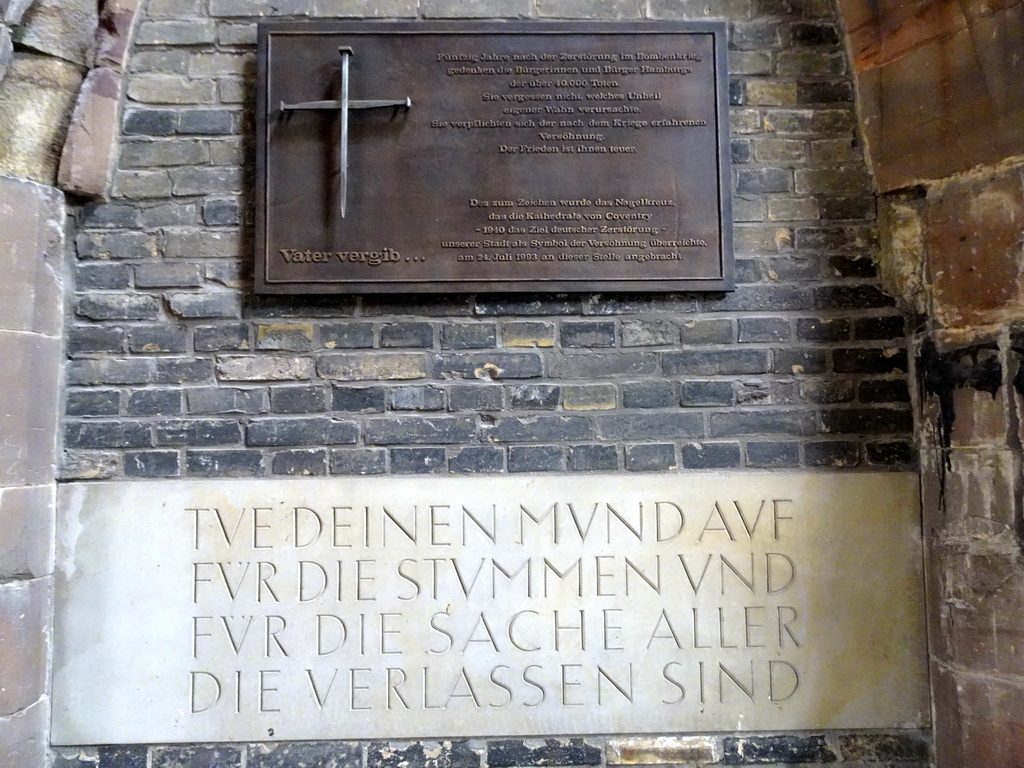 Fünfzig Jahre nach der Zerstörung im Bombenkrieg
gedenken die Bürgerinnen und Bürger Hamburgs
der über 40.000 Toten.
Sie vergessen nicht, welches Unheil
eigener Wahn verursachte.
Sie verpflichten sich der nach dem Kriege erfahrenen
Versöhnung.
Der Frieden ist ihnen teuer.
Des zum Zeichen wurde das Nagelkreuz,
das die Kathedrale von Coventry
- 1940 das Ziel deutscher Zerstörung -
unserer Stadt als Symbol der Versöhnung überreichte,
am 24. Juli 1993 an dieser Stelle angebracht.
Vater vergib...
TVE DEINEN MVND AVF
FÜR DIE STVMMEN VND
FÜR DIE SACHE ALLER
DIE VERLASSEN SIND